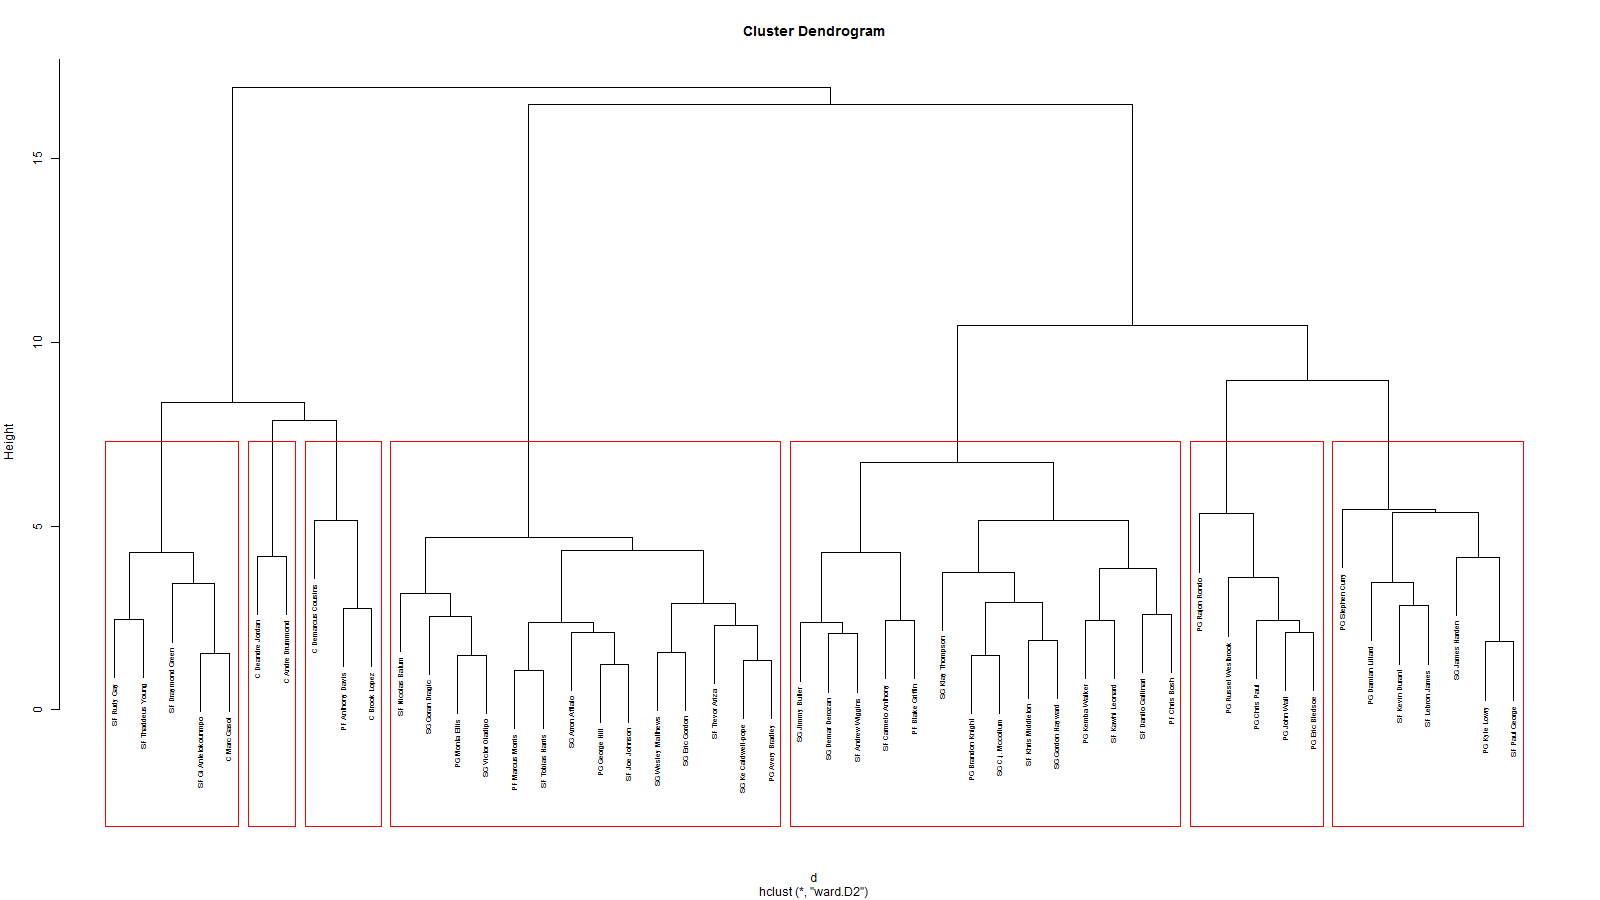 Cluster Dendrogram
Height
15
10
5
0
SF Rudy Gay
SF Thaddeus Young
SF Draymond Green
SF Gi Antetokounmpo
C Marc Gasol
C Deandre Jordan
C Andre Drummond
C Demarcus Cousins
PF Anthony Davis
C Brook Lopez
SF Nicolas Batum
SG Goran Dragic
PG Monta Ellis
SG Victor Oladipo
PF Marcus Morris
SF Tobias Harris
SG Arron Afflalo
PG George Hill
SF Joe Johnson
SG Wesley Matthews
SG Eric Gordon
SF Trevor Ariza
SG Ke Caldwell-pope
PG Avery Bradley
SG Jimmy Butler
SG Demar Derozan
SF Andrew Wiggins
SF Carmelo Anthony
PF Blake Griffin
SG Klay Thompson
PG Brandon Knight
SG C.j. Mccollum
SF Khris Middleton
SG Gordon Hayward
PG Kemba Walker
SF Kawhi Leonard
SF Danilo Gallinari
PF Chris Bosh
PG Rajon Rondo
PG Russel Westbrook
PG Chris Paul
PG John Wall
PG Eric Bledsoe
PG Stephen Curry
PG Damian Lillard
SF Kevin Durant
SF Lebron James
SG James Harden
PG Kyle Lowry
SF Paul George
d
hclust (*, "ward.D2")